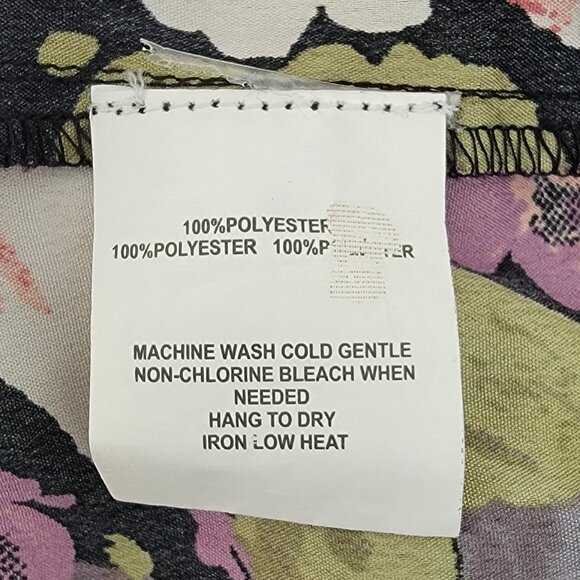 100%POLYESTER
100%POLYESTER 100%
MACHINE WASH COLD GENTLE
NON-CHLORINE BLEACH WHEN
NEEDED
HANG TO DRY
IRON LOW HEAT